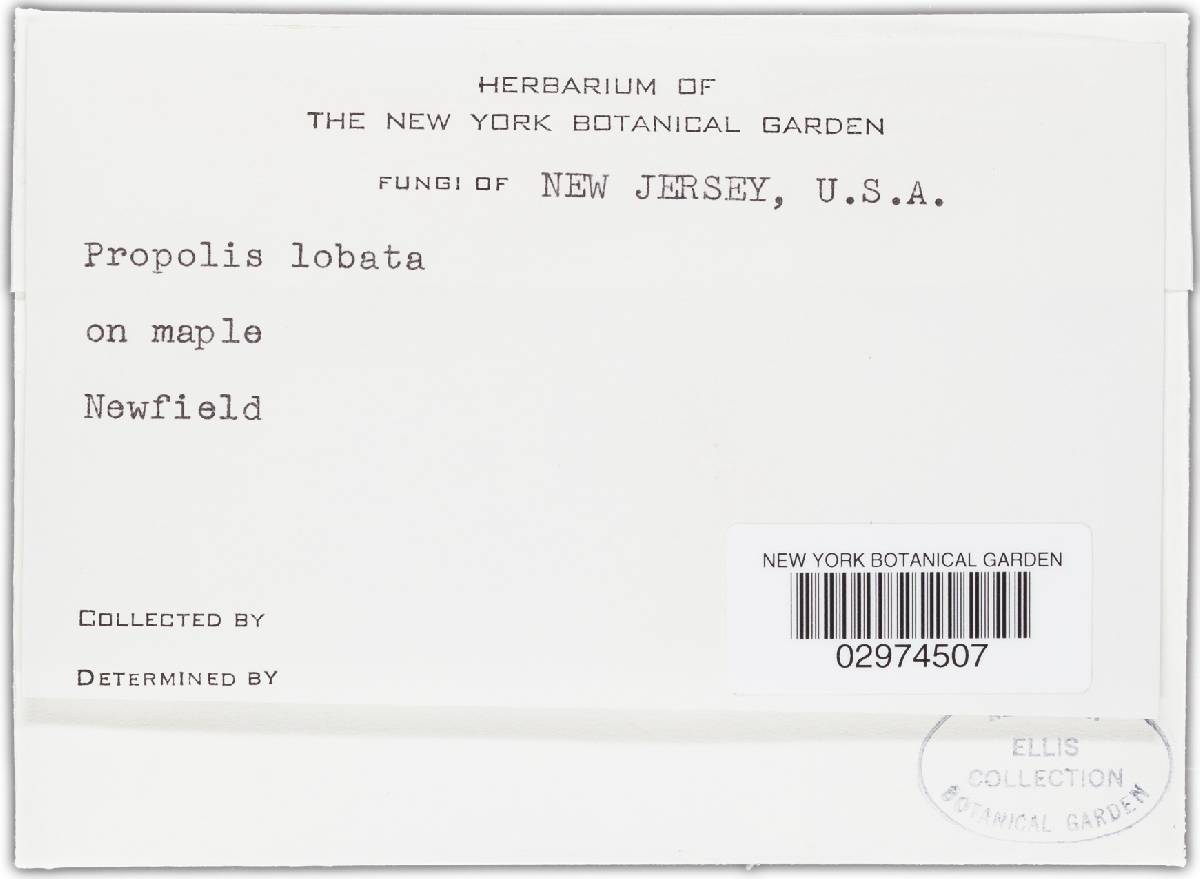 HERBARIUM OF
THE NEW YORK BOTANICAL GARDEN
FUNGI OF NEW JERSEY, U.S.A.
Propolis lobata
on maple
Newfield
COLLECTED BY
DETERMINED BY
NEW YORK BOTANICAL GARDEN
02974507
ELLIS
COLLECTION
BOTANICAL GARDEN